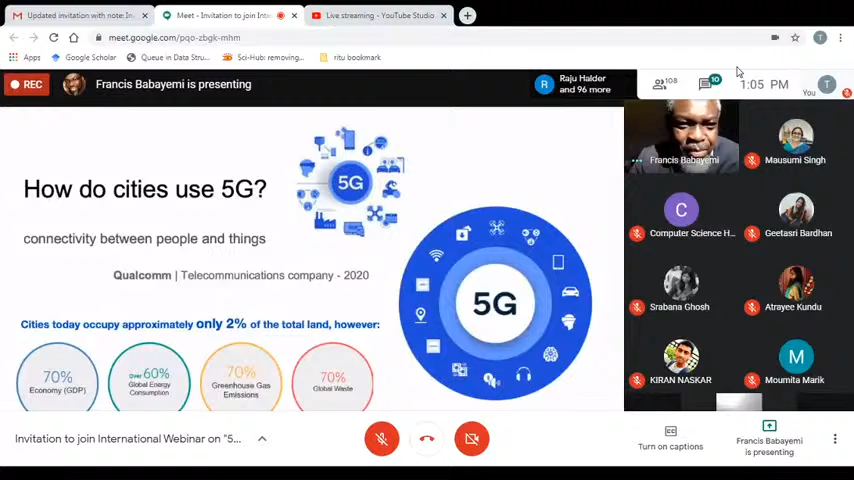 Updated invitation with note: In
Meet - Invitation to join Inte
Live streaming - YouTube Studio
meet.google.com/pqo-zbgk-mhm
T
Apps
Google Scholar
Queue in Data Stru...
Sci-Hub: removing...
ritu bookmark
REC
Francis Babayemi is presenting
R
Raju Halder
and 96 more
108
10
1:05 PM
You
T
How do cities use 5G?
5G
connectivity between people and things
Qualcomm | Telecommunications company - 2020
Cities today occupy approximately only 2% of the total land, however:
70%
Economy (GDP)
Over 60%
Global Energy
Consumption
70%
Greenhouse Gas
Emissions
70%
Global Waste
5G
Francis Babayemi
Mausumi Singh
C
Computer Science H...
Geetasri Bardhan
Srabana Ghosh
Atrayee Kundu
KIRAN NASKAR
M
Moumita Marik
Invitation to join International Webinar on "5...
CC
Turn on captions
Francis Babayemi
is presenting